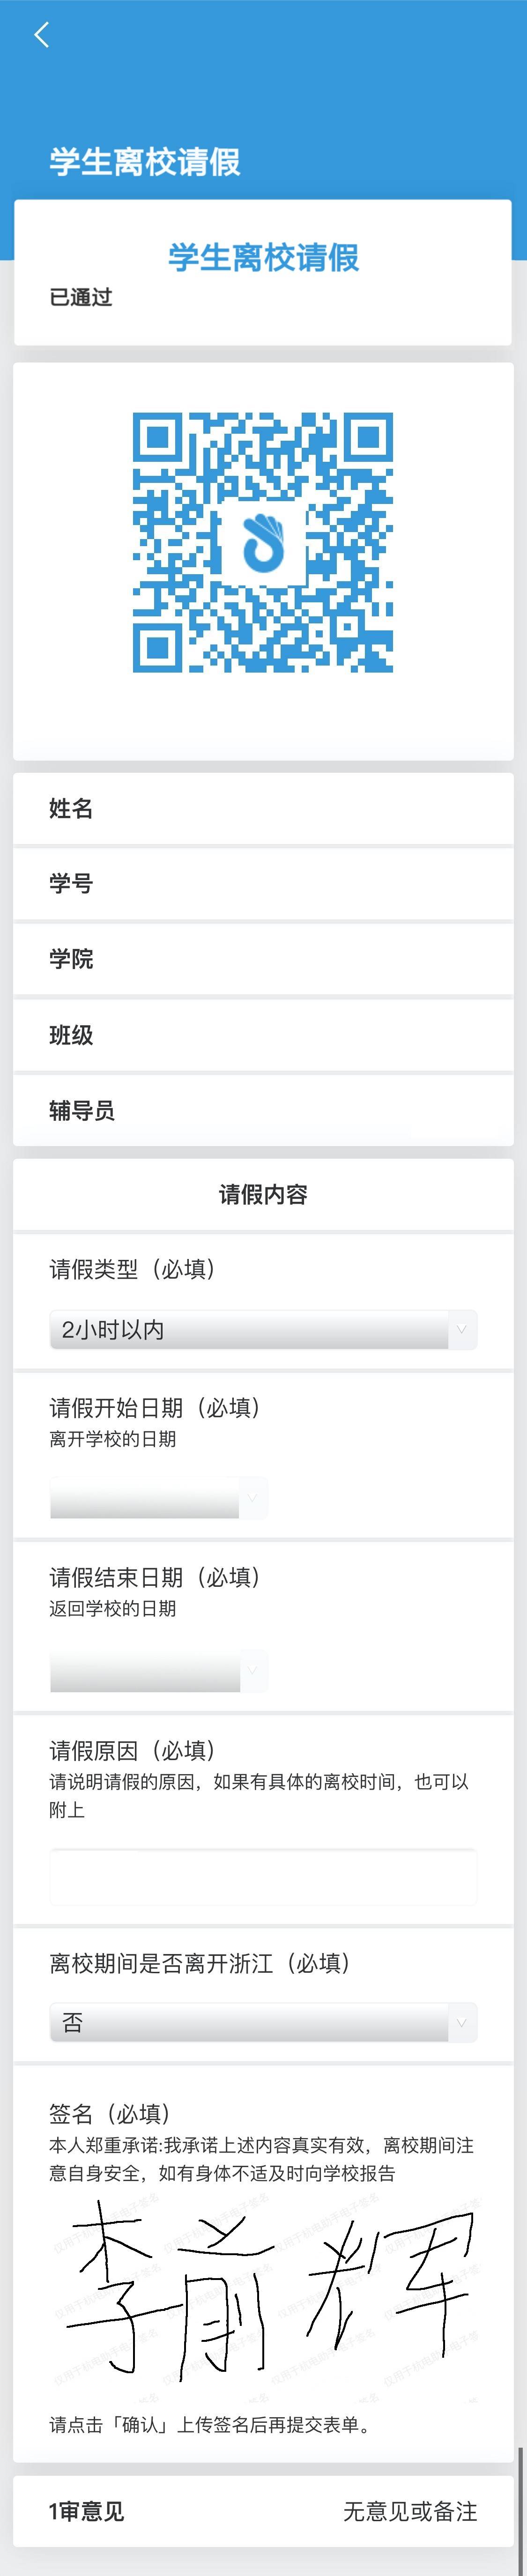 学生离校请假
学生离校请假
已通过
姓名
学号
学院
班级
辅导员
请假内容
请假类型（必填）
2小时以内
请假开始日期（必填）
离开学校的日期
请假结束日期（必填）
返回学校的日期
请假原因（必填）
请说明请假的原因，如果有具体的离校时间，也可以
附上
离校期间是否离开浙江（必填）
否
签名（必填）
本人郑重承诺:我承诺上述内容真实有效，离校期间注
意自身安全，如有身体不适及时向学校报告
李前辉
请点击「确认」上传签名后再提交表单。
1审意见 无意见或备注